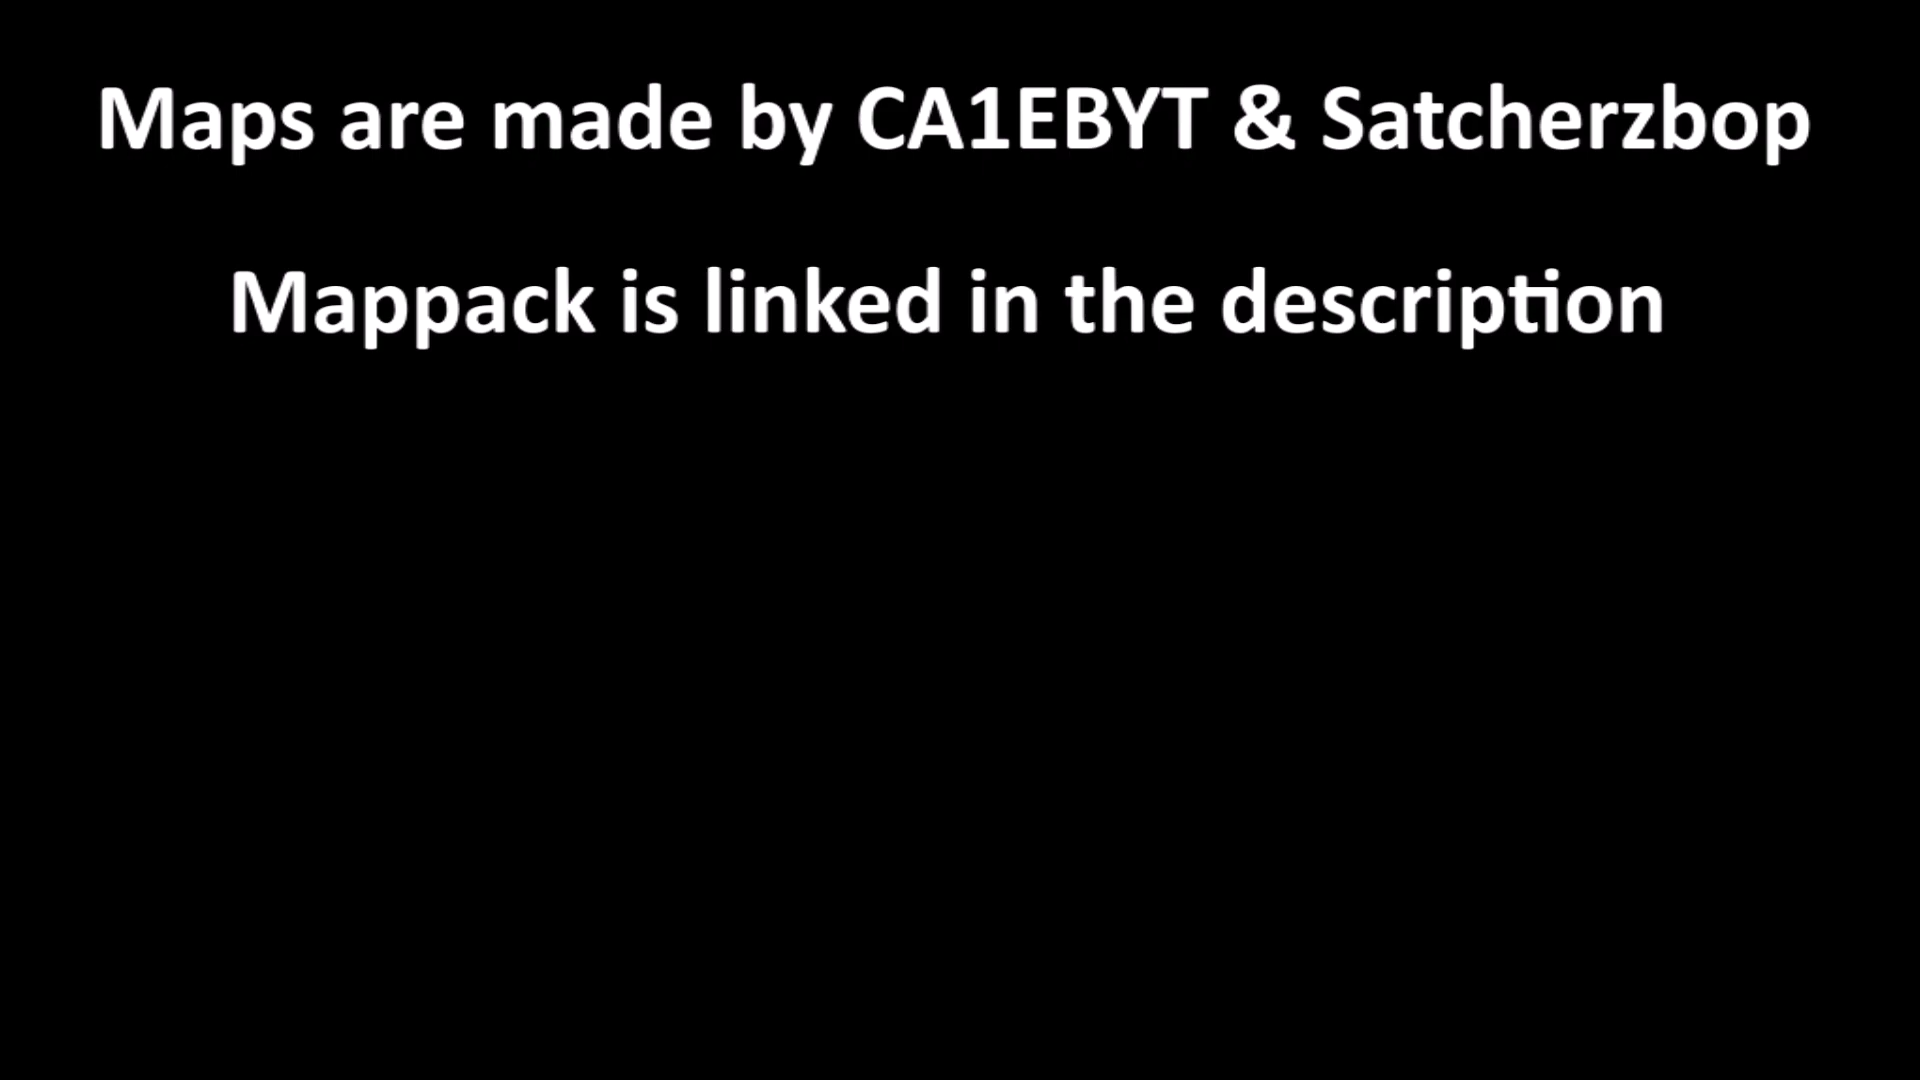 Maps are made by CA1EBYT & Satcherzbop
Mappack is linked in the description